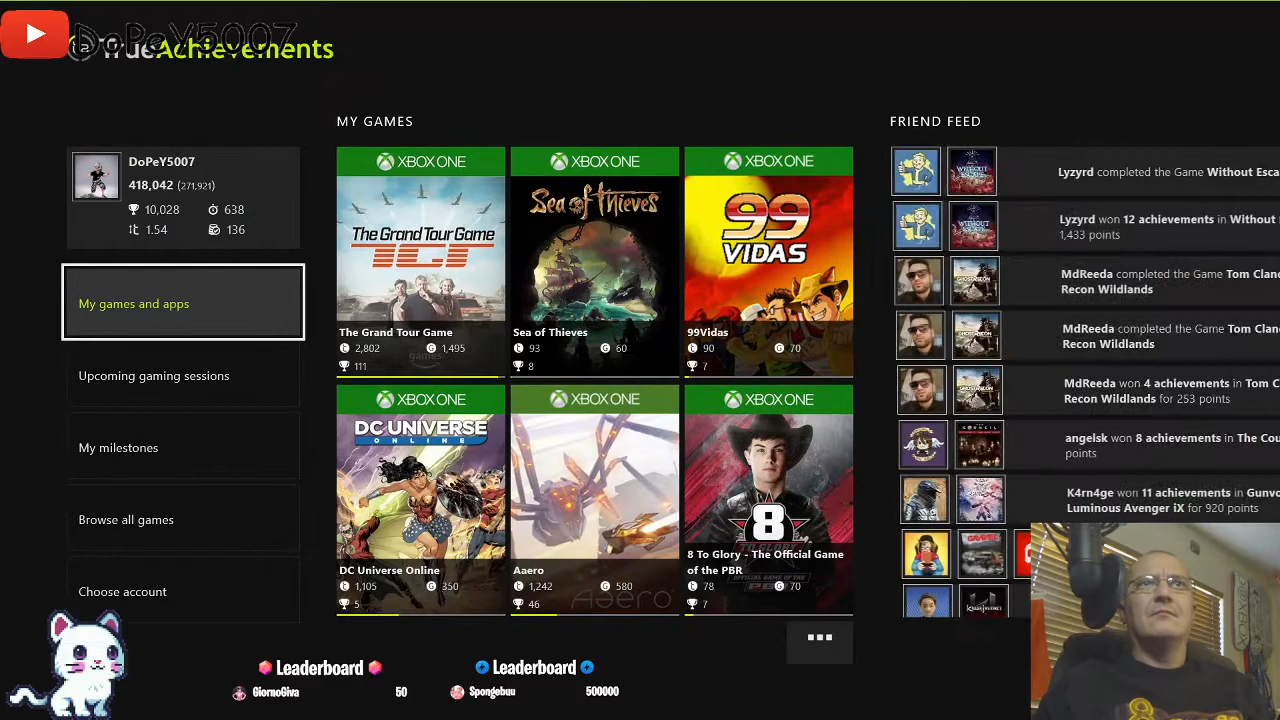 DoPeY5007
TrueAchievements
MY GAMES
FRIEND FEED
DoPeY5007
418,042 (271,921)
10,028
638
1.54
136
My games and apps
Upcoming gaming sessions
My milestones
Browse all games
Choose account
XBOX ONE
THE GRAND TOUR GAME
The Grand Tour Game
2,802
1,495
111
XBOX ONE
Sea of Thieves
Sea of Thieves
93
60
8
XBOX ONE
99
VIDAS
99Vidas
90
70
7
XBOX ONE
DC UNIVERSE
ONLINE
DC Universe Online
1,105
350
5
XBOX ONE
Aaero
1,242
580
46
Aaero
XBOX ONE
8
8 To Glory - The Official Game
of the PBR
78
70
7
Lyzyrd completed the Game Without Esca
Lyzyrd won 12 achievements in Without
1,433 points
MdReeda completed the Game Tom Clanc
Recon Wildlands
MdReeda completed the Game Tom Clanc
Recon Wildlands
MdReeda won 4 achievements in Tom C
Recon Wildlands for 253 points
angelsk won 8 achievements in The Cou
points
K4rn4ge won 11 achievements in Gunvo
Luminous Avenger iX for 920 points
Leaderboard
GiornoGiva 50
Leaderboard
Spongebuu 500000